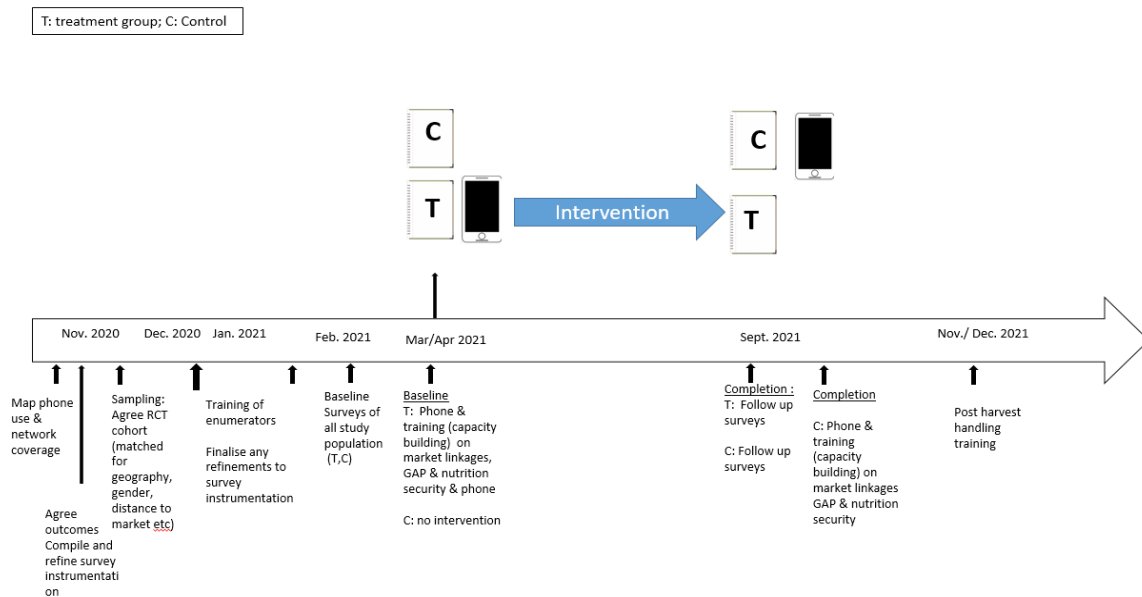 T: treatment group; C: Control
C
T
Intervention
C
T
Nov. 2020
Dec. 2020
Jan. 2021
Feb. 2021
Mar/Apr 2021
Sept. 2021
Nov./ Dec. 2021
Map phone
use &
network
coverage
Agree
outcomes
Compile and
refine survey
instrumentati
on
Sampling:
Agree RCT
cohort
(matched
for
geography,
gender,
distance to
market etc)
Training of
enumerators
Finalise any
refinements to
survey
instrumentation
Baseline
Surveys of
all study
population
(T,C)
Baseline
T: Phone &
training (capacity
building) on
market linkages,
GAP & nutrition
security & phone
C: no intervention
Completion :
T: Follow up
surveys
C: Follow up
surveys
Completion
C: Phone &
training
(capacity
building) on
market linkages
GAP & nutrition
security
Post harvest
handling
training